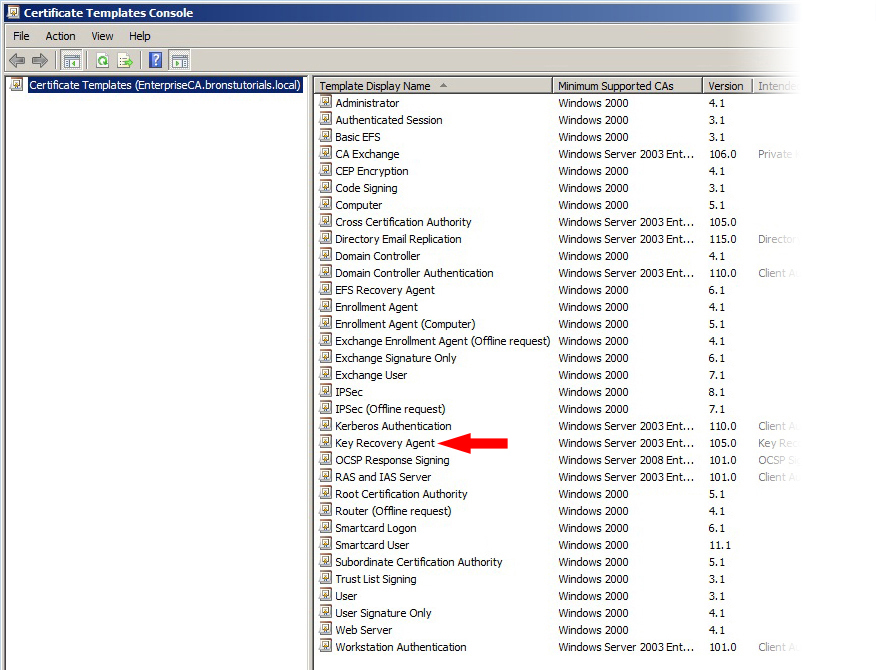 Certificate Templates Console
File Action View Help
Certificate Templates (EnterpriseCA.bronstutorials.local)
Template Display Name Minimum Supported CAs Version
Administrator Windows 2000 4.1
Authenticated Session Windows 2000 3.1
Basic EFS Windows 2000 3.1
CA Exchange Windows Server 2003 Ent... 106.0 Private
CEP Encryption Windows 2000 4.1
Code Signing Windows 2000 3.1
Computer Windows 2000 5.1
Cross Certification Authority Windows Server 2003 Ent... 105.0
Directory Email Replication Windows Server 2003 Ent... 115.0
Domain Controller Windows 2000 4.1
Domain Controller Authentication Windows Server 2003 Ent... 110.0 Client
EFS Recovery Agent Windows 2000 6.1
Enrollment Agent Windows 2000 4.1
Enrollment Agent (Computer) Windows 2000 5.1
Exchange Enrollment Agent (Offline request) Windows 2000 4.1
Exchange Signature Only Windows 2000 6.1
Exchange User Windows 2000 7.1
IPSec Windows 2000 8.1
IPSec (Offline request) Windows 2000 7.1
Kerberos Authentication Windows Server 2003 Ent... 110.0 Client
Key Recovery Agent Windows Server 2003 Ent... 105.0 Key
OCSP Response Signing Windows Server 2008 Ent... 101.0 OCSP
RAS and IAS Server Windows Server 2003 Ent... 101.0 Client
Root Certification Authority Windows 2000 5.1
Router (Offline request) Windows 2000 4.1
Smartcard Logon Windows 2000 6.1
Smartcard User Windows 2000 11.1
Subordinate Certification Authority Windows 2000 5.1
Trust List Signing Windows 2000 3.1
User Windows 2000 3.1
User Signature Only Windows 2000 4.1
Web Server Windows 2000 4.1
Workstation Authentication Windows Server 2003 Ent... 101.0 Client